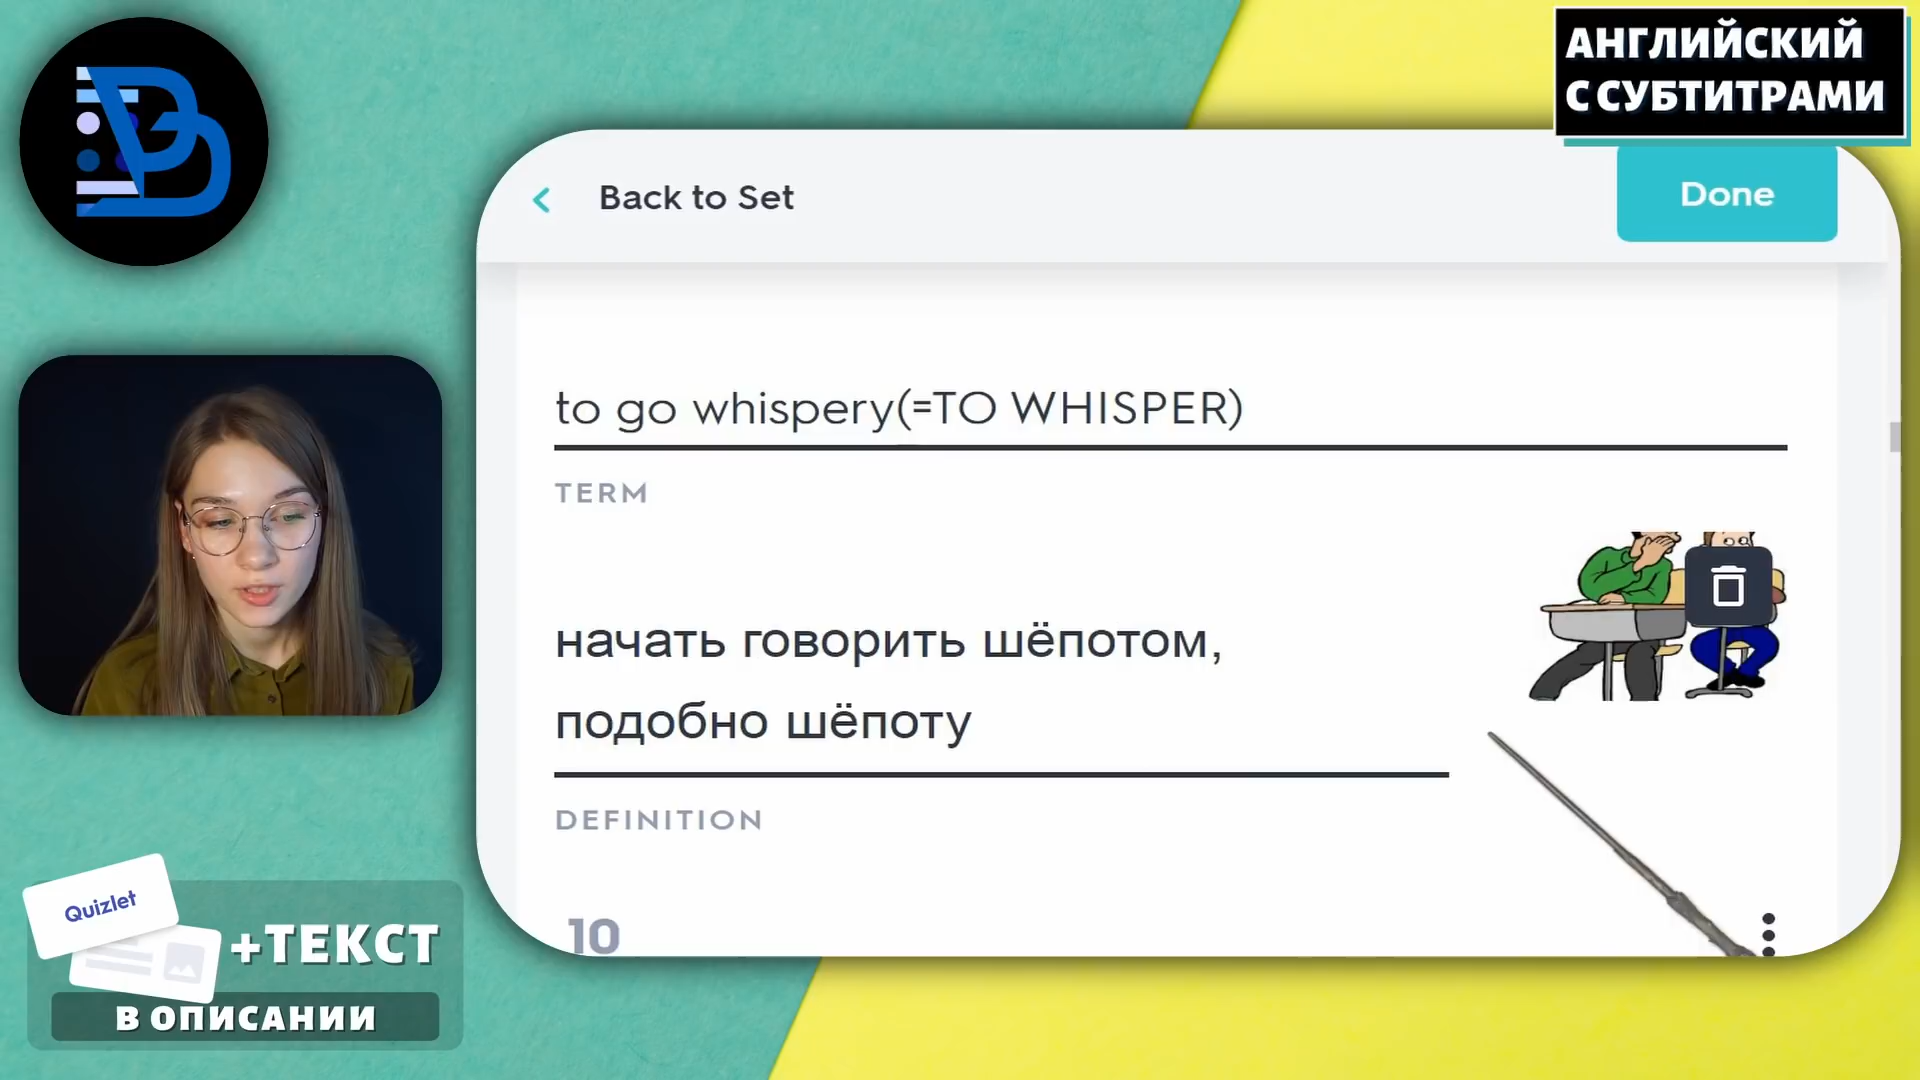 АНГЛИЙСКИЙ
С СУБТИТРАМИ
Back to Set
Done
to go whispery(=TO WHISPER)
TERM
начать говорить шёпотом,
подобно шёпоту
DEFINITION
10
Quizlet
+ТЕКСТ
В ОПИСАНИИ